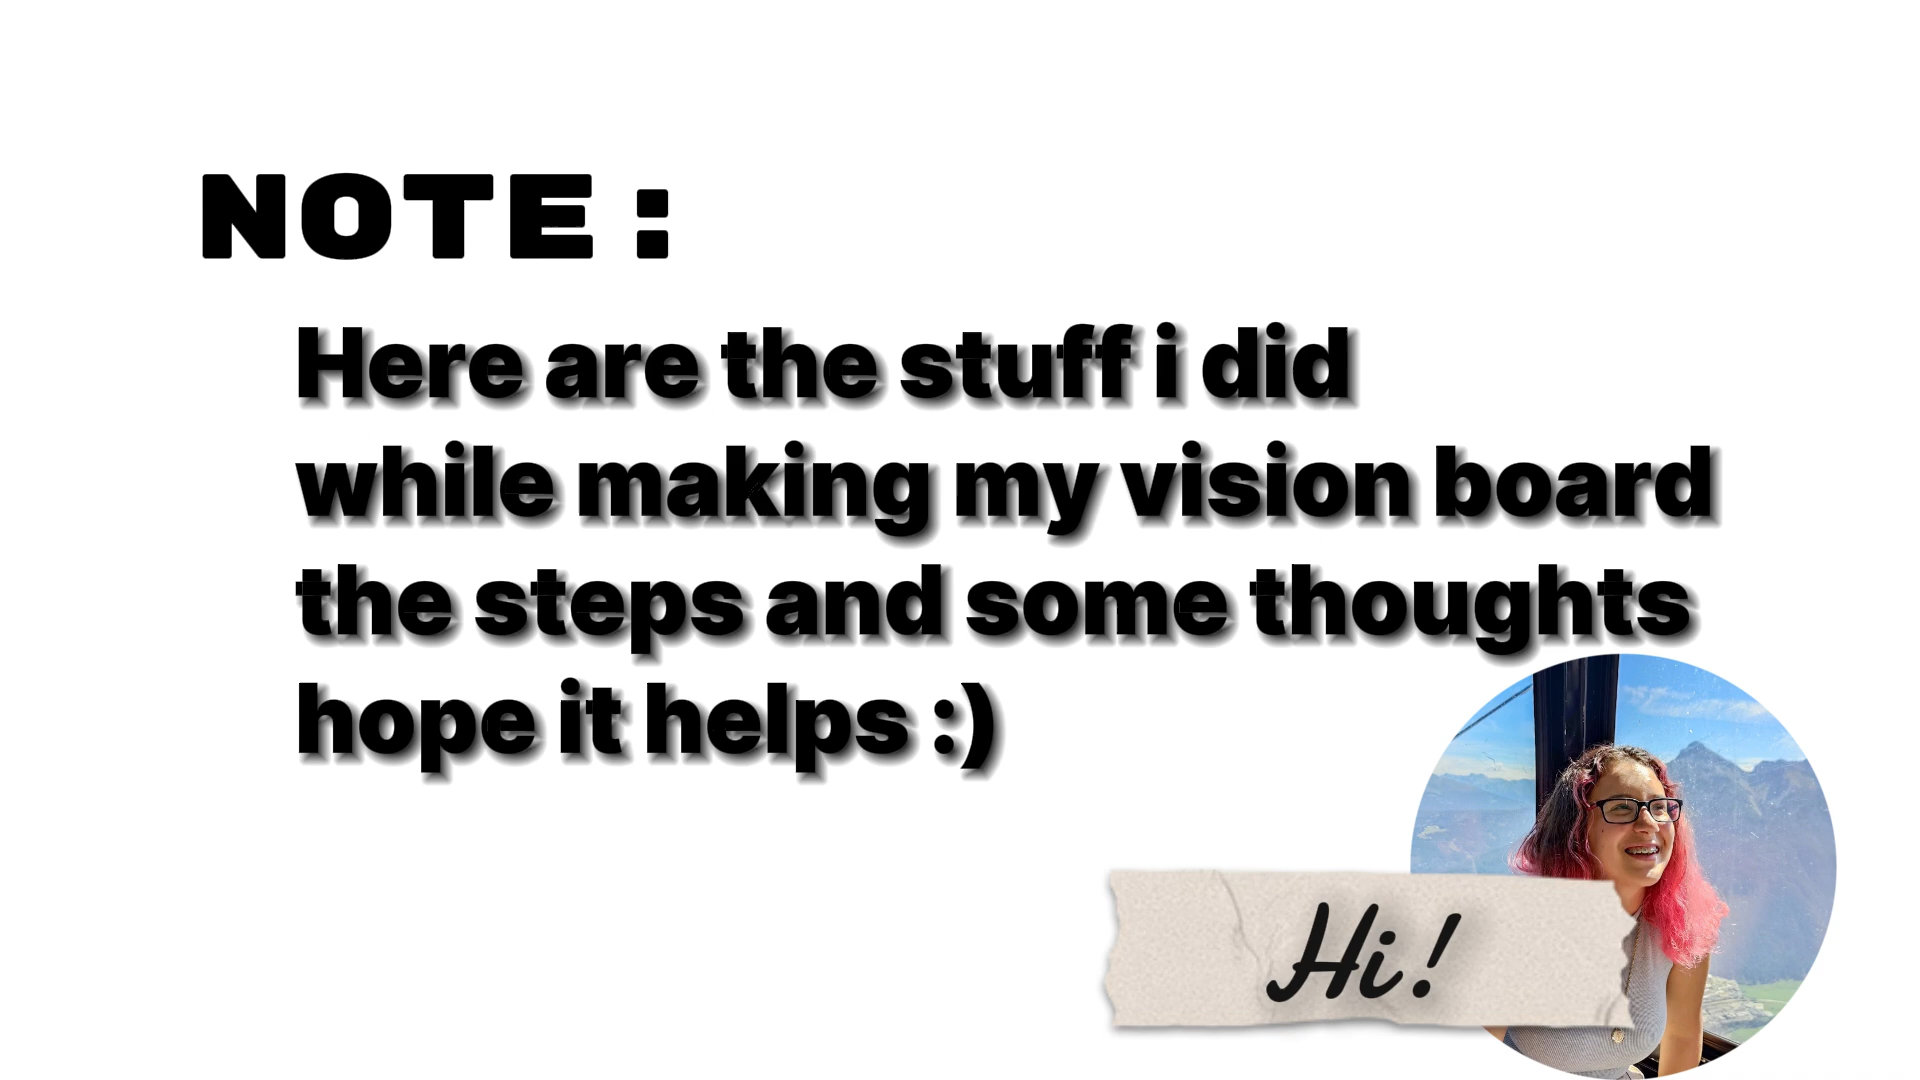 NOTE :
Here are the stuff i did
while making my vision board
the steps and some thoughts
hope it helps :)
Hi!